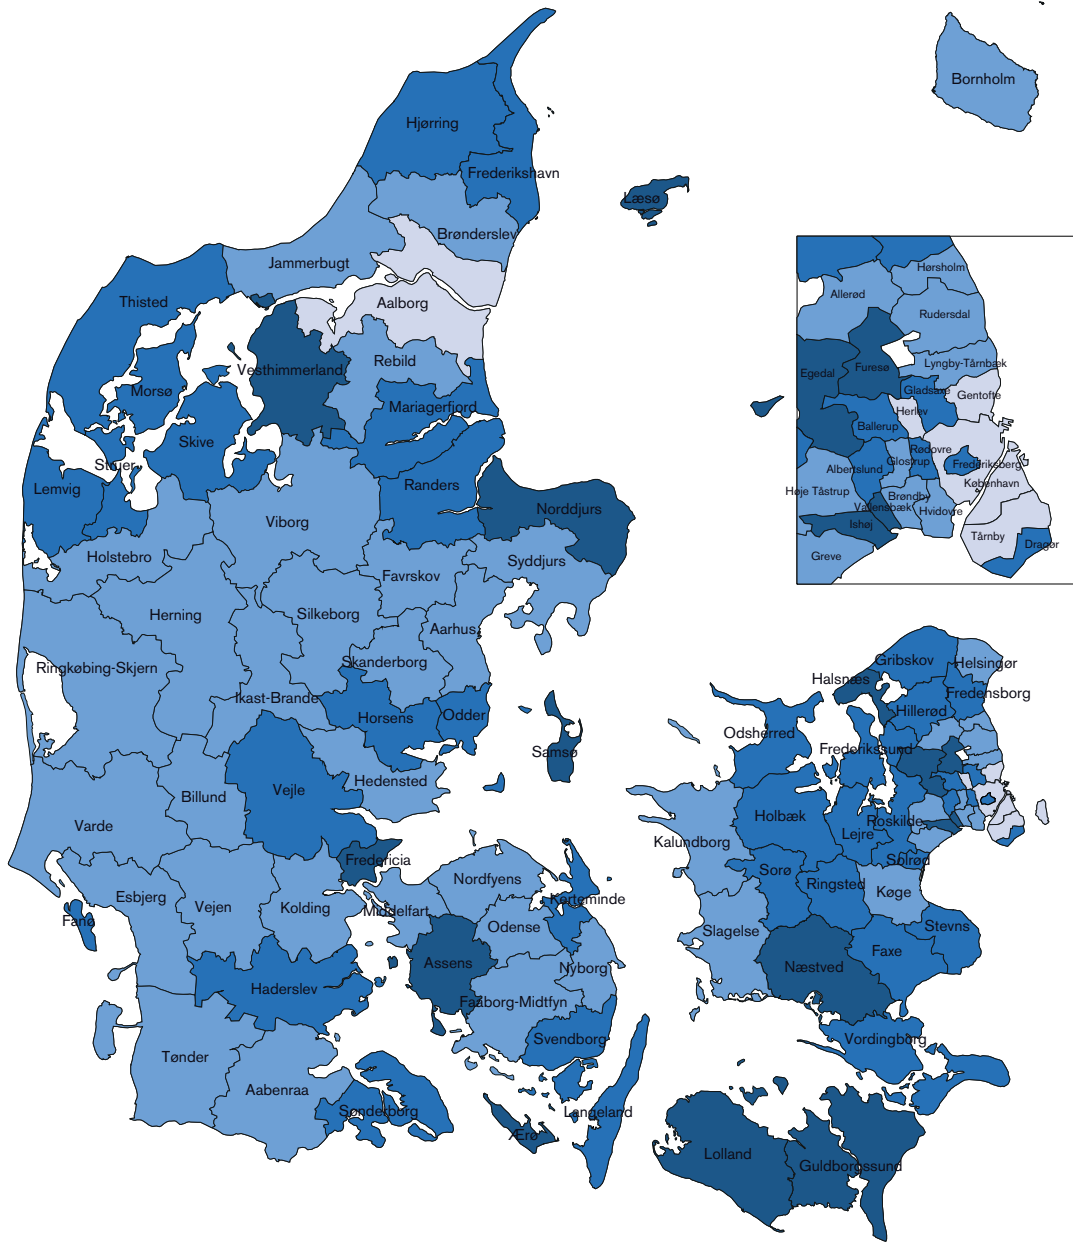 Bornholm
Hjørring
Frederikshavn
Læsø
Brønderslev
Jammerbugt
Thisted
Aalborg
Vesthimmerland
Rebild
Morsø
Mariagerfjord
Skive
Struer
Lemvig
Randers
Norddjurs
Viborg
Holstebro
Syddjurs
Favrskov
Herning
Silkeborg
Aarhus
Ringkøbing-Skjern
Skanderborg
Ikast-Brande
Horsens
Odder
Samsø
Hedensted
Vejle
Billund
Varde
Fredericia
Esbjerg
Vejen
Kolding
Middelfart
Nordfyens
Kerteminde
Fanø
Odense
Assens
Nyborg
Haderslev
Faaborg-Midtfyn
Svendborg
Tønder
Aabenraa
Sønderborg
Ærø
Langeland
Hørsholm
Allerød
Rudersdal
Egedal
Furesø
Lyngby-Tårnbæk
Gladsaxe
Gentofte
Herlev
Ballerup
Rødovre
Glostrup
Frederiksberg
Albertslund
København
Høje Tåstrup
Brøndby
Vallensbæk
Hvidovre
Ishøj
Tårnby
Dragør
Greve
Gribskov
Helsingør
Halsnæs
Fredensborg
Hillerød
Odsherred
Frederikssund
Holbæk
Roskilde
Lejre
Kalundborg
Solrød
Sorø
Ringsted
Køge
Slagelse
Stevns
Faxe
Næstved
Vordingborg
Lolland
Guldborgssund